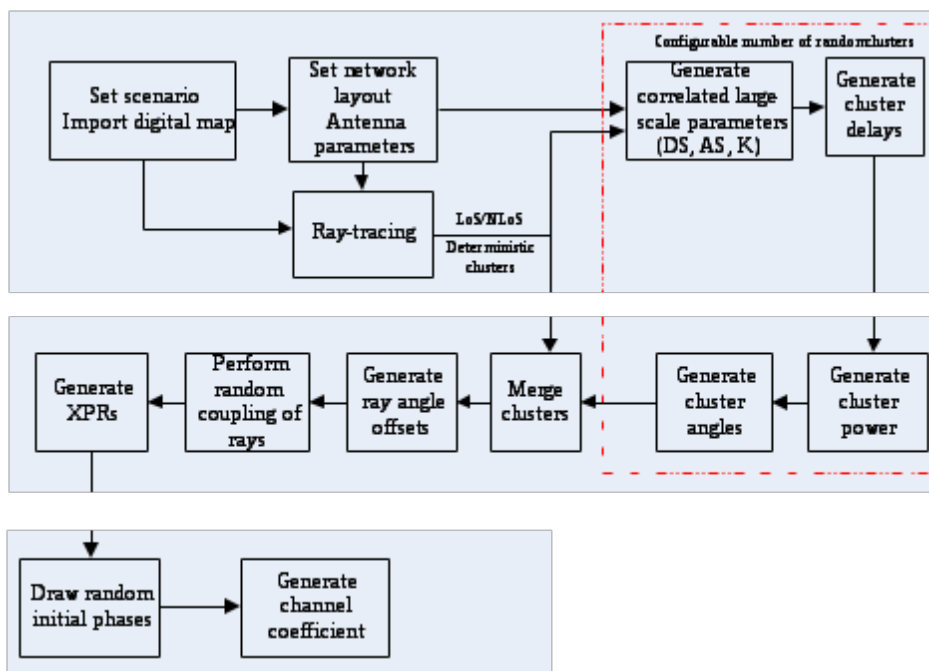 Configurable number of randomclusters
Set scenario
Import digital map
Set network
layout
Antenna
parameters
Generate
correlated large
scale parameters
(DS, AS, K)
Generate
cluster
delays
Ray-tracing
LoS/NLoS
Deterministic
clusters
Generate
XPRs
Perform
random
coupling of
rays
Generate
ray angle
offsets
Merge
clusters
Generate
cluster
angles
Generate
cluster
power
Draw random
initial phases
Generate
channel
coefficient